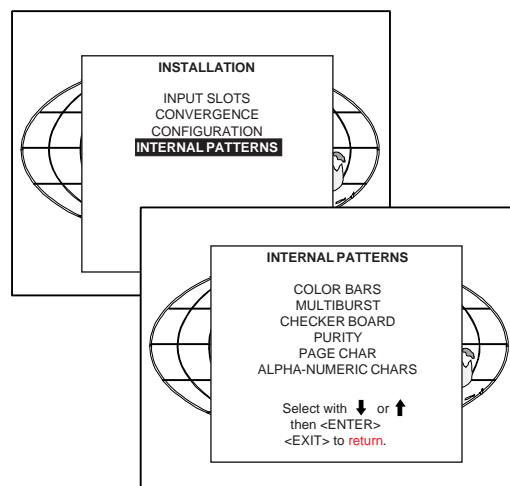 INSTALLATION
INPUT SLOTS
CONVERGENCE
CONFIGURATION
INTERNAL PATTERNS
INTERNAL PATTERNS
COLOR BARS
MULTIBURST
CHECKER BOARD
PURITY
PAGE CHAR
ALPHA-NUMERIC CHARS
Select with ⬇ or ⬆
then <ENTER>
<EXIT> to return.